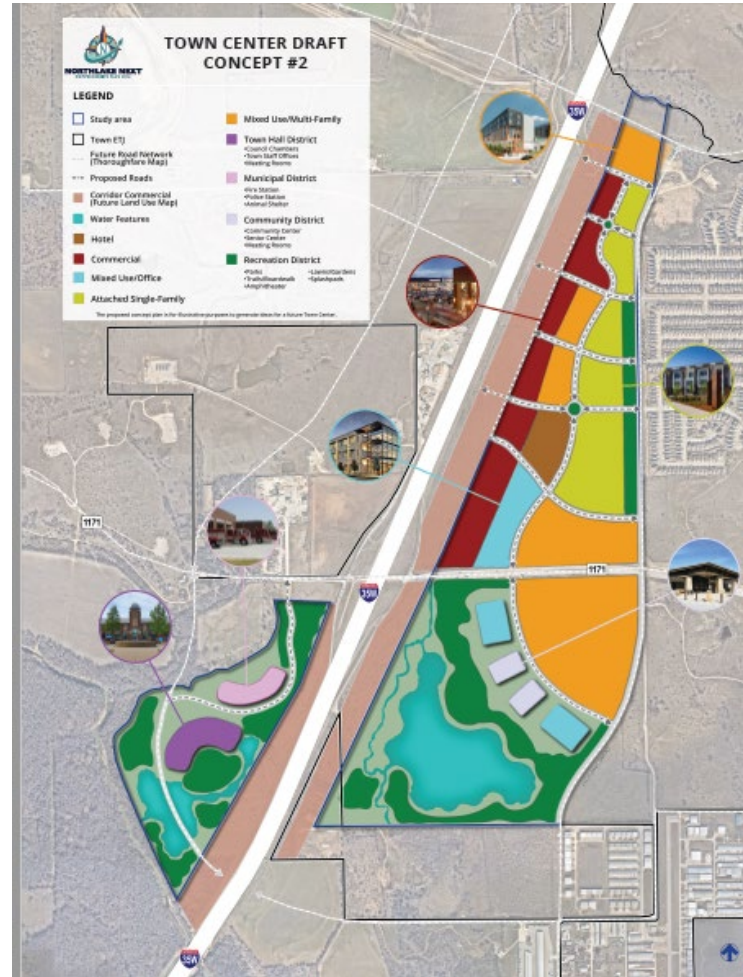 NORTHLAKE NEXT
TOWN CENTER DRAFT
CONCEPT #2
LEGEND
Study area
Town ETJ
Future Road Network
(Thoroughfare Map)
Proposed Roads
Corridor Commercial
(Future Land Use Map)
Water Features
Hotel
Commercial
Mixed Use/Office
Attached Single-Family
Mixed Use/Multi-Family
Town Hall District
•Council Chambers
•Town Staff Offices
•Meeting Rooms
Municipal District
•Fire Station
•Police Station
•Animal Shelter
Community District
•Community Center
•Senior Center
•Meeting Rooms
Recreation District
•Parks
•Trails/Boardwalk
•Amphitheater
•Lawns/Gardens
•Splashpads
The proposed concept plan is for illustrative purposes to generate ideas for a future Town Center.
35W
1171
1171
35W
35W